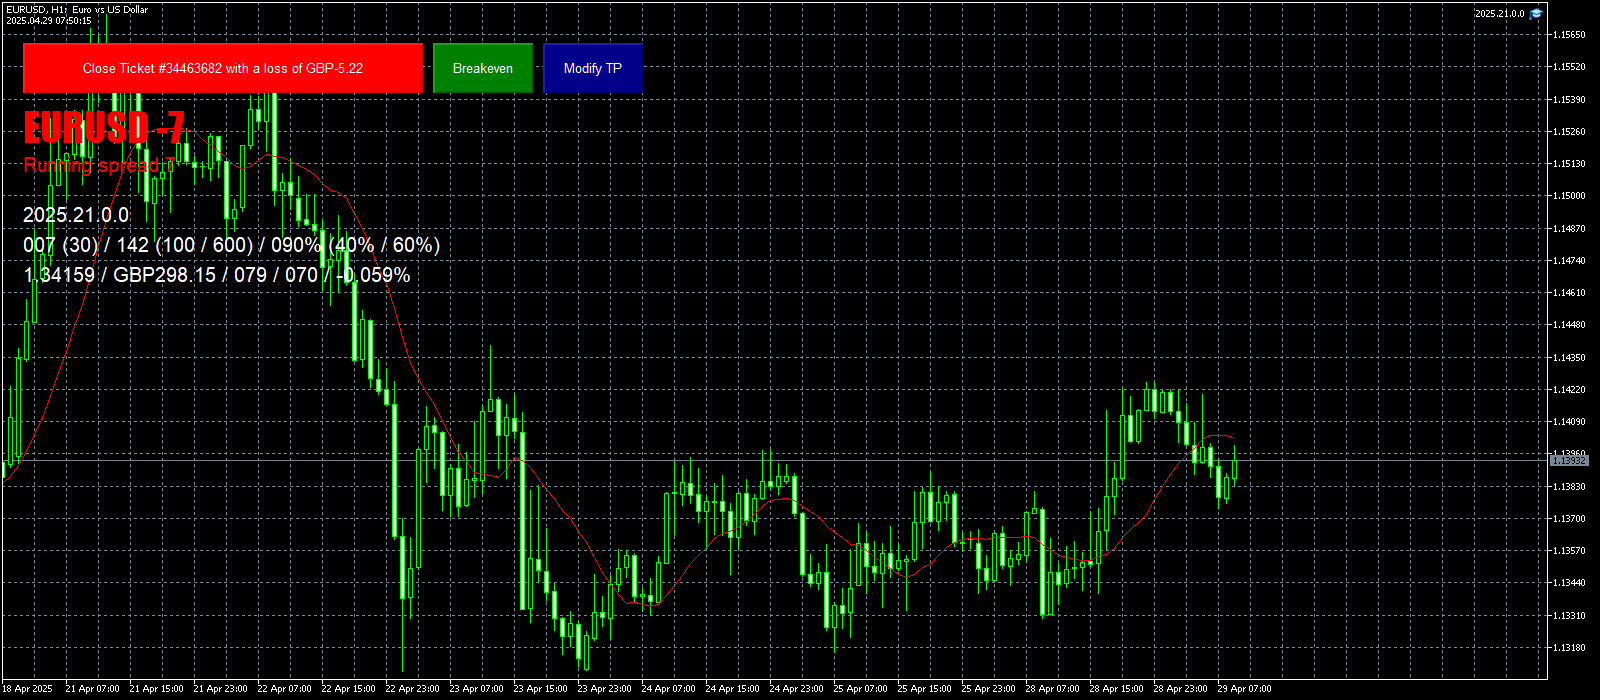 EURUSD, H1: Euro vs US Dollar
2025.04.29 07:50:15
2025.21.0.0
Close Ticket #34463682 with a loss of GBP-5.22
Breakeven
Modify TP
EURUSD -7
Running spread 7
2025.21.0.0
007 (30) / 142 (100 / 600) / 090% (40% / 60%)
1.34159 / GBP298.15 / 079 / 070 / -0.059%
1.15650
1.15520
1.15390
1.15260
1.15130
1.15000
1.14870
1.14740
1.14610
1.14480
1.14350
1.14220
1.14090
1.13960
1.13932
1.13830
1.13700
1.13570
1.13440
1.13310
1.13180
18 Apr 2025 21 Apr 07:00 21 Apr 15:00 21 Apr 23:00 22 Apr 07:00 22 Apr 15:00 22 Apr 23:00 23 Apr 07:00 23 Apr 15:00 23 Apr 23:00 24 Apr 07:00 24 Apr 15:00 24 Apr 23:00 25 Apr 07:00 25 Apr 15:00 25 Apr 23:00 28 Apr 07:00 28 Apr 15:00 28 Apr 23:00 29 Apr 07:00